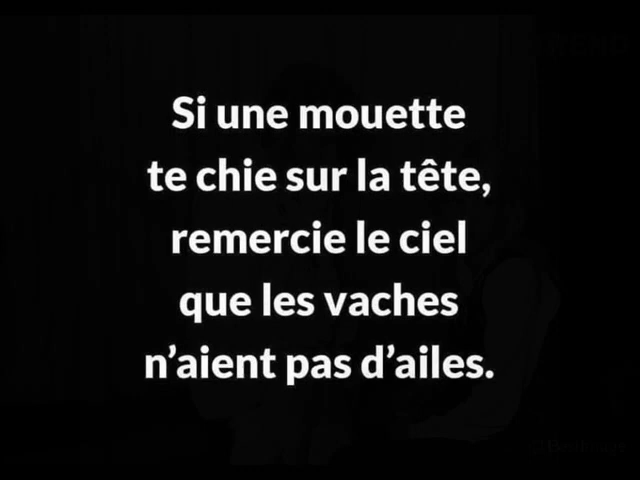 Si une mouette
te chie sur la tête,
remercie le ciel
que les vaches
n’aient pas d’ailes.